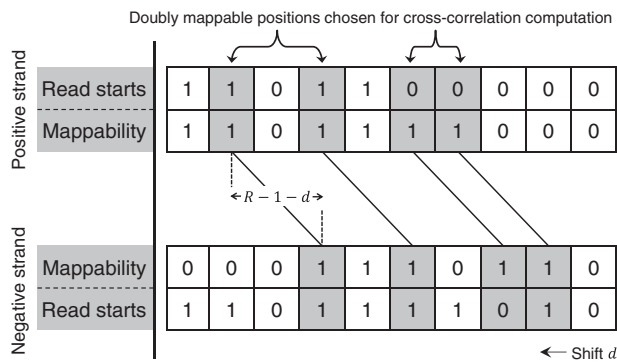 Doubly mappable positions chosen for cross-correlation computation
Positive strand
Read starts 1 1 0 1 1 0 0 0 0 0
Mappability 1 1 0 1 1 1 1 0 0 0
R − 1 − d
Negative strand
Mappability 0 0 0 1 1 1 0 1 1 0
Read starts 1 1 0 1 1 1 1 0 1 0
Shift d